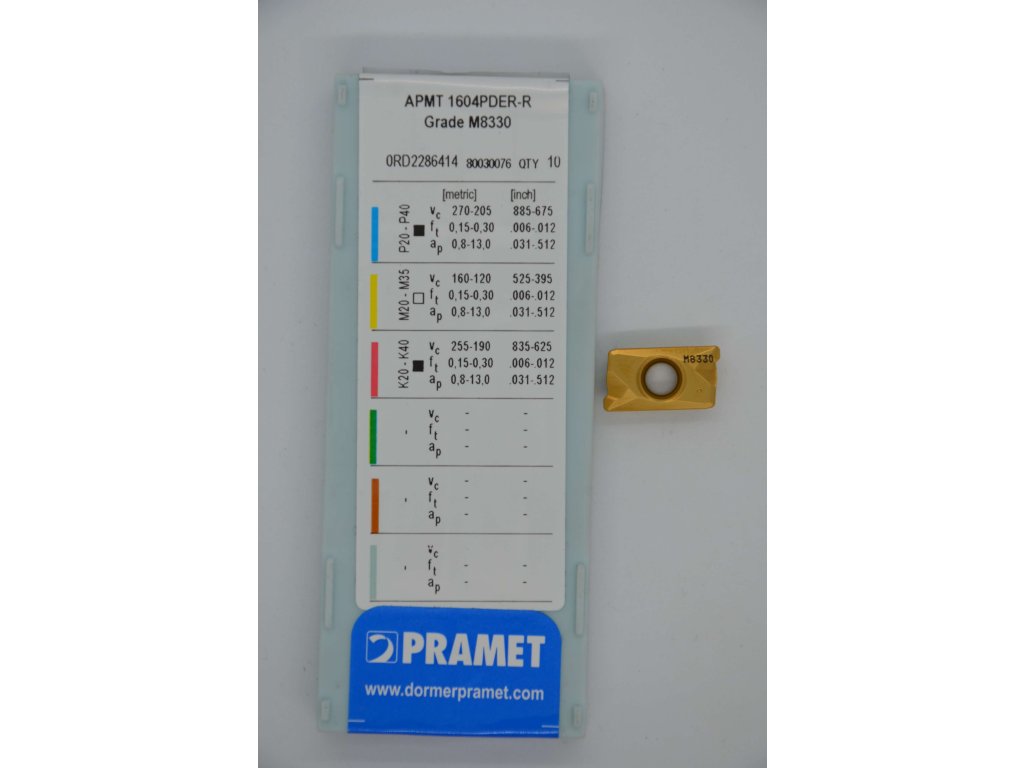 APMT 1604PDER-R
Grade M8330
0RD2286414 80030076 QTY 10
[metric] [inch]
P20 - P40
vc 270-205 885-675
ft 0,15-0,30 .006-.012
ap 0,8-13,0 .031-.512
M20 - M35
vc 160-120 525-395
ft 0,15-0,30 .006-.012
ap 0,8-13,0 .031-.512
K20 - K40
vc 255-190 835-625
ft 0,15-0,30 .006-.012
ap 0,8-13,0 .031-.512
vc - -
ft - -
ap - -
vc - -
ft - -
ap - -
vc - -
ft - -
ap - -
PRAMET
www.dormerpramet.com
M8330